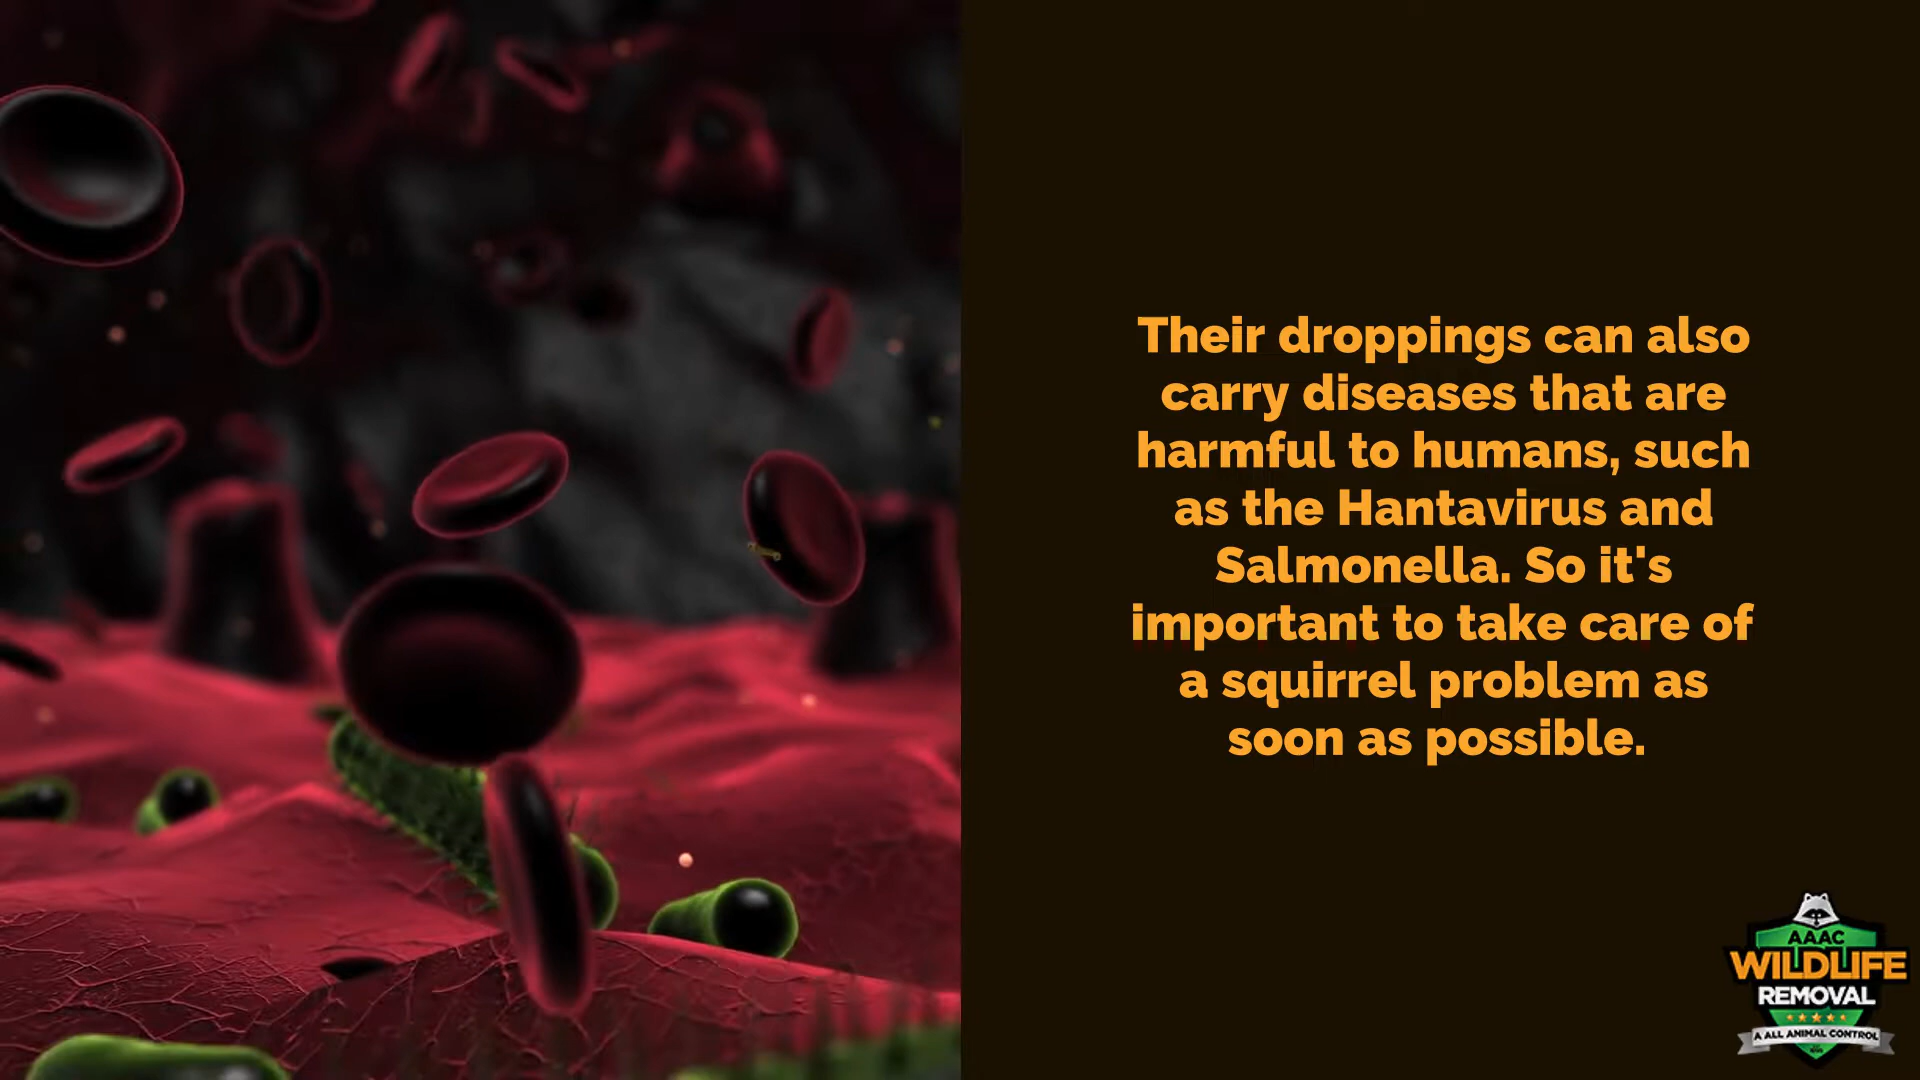 Their droppings can also
carry diseases that are
harmful to humans, such
as the Hantavirus and
Salmonella. So it's
important to take care of
a squirrel problem as
soon as possible.
AAAC
WILDLIFE
REMOVAL
A ALL ANIMAL CONTROL